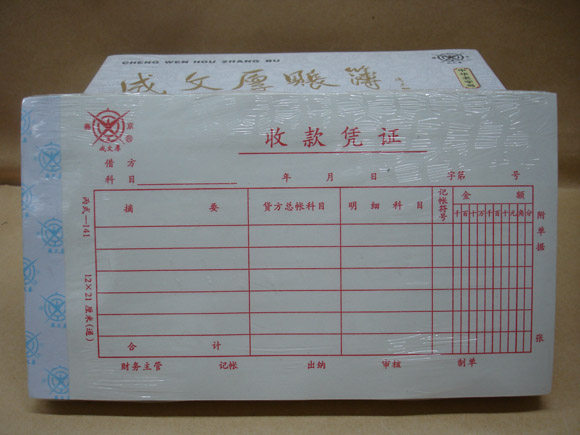 CHENG WEN HOU ZHANG BU
成文厚账簿
成文厚
收款凭证
借方
科目 年 月 日 字第 号
摘要 贷方总帐科目 明细科目 记帐符号 金额
千百十万千百十元角分
附单据 张
合计
财务主管 记帐 出纳 审核 制单
丙式-141
12×21厘米(通)